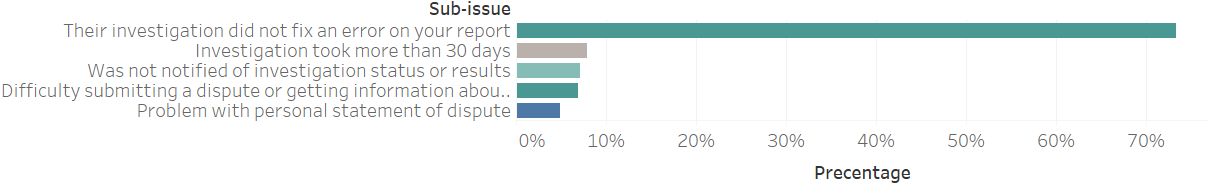 Sub-issue
Their investigation did not fix an error on your report
Investigation took more than 30 days
Was not notified of investigation status or results
Difficulty submitting a dispute or getting information abou..
Problem with personal statement of dispute
0% 10% 20% 30% 40% 50% 60% 70%
Precentage